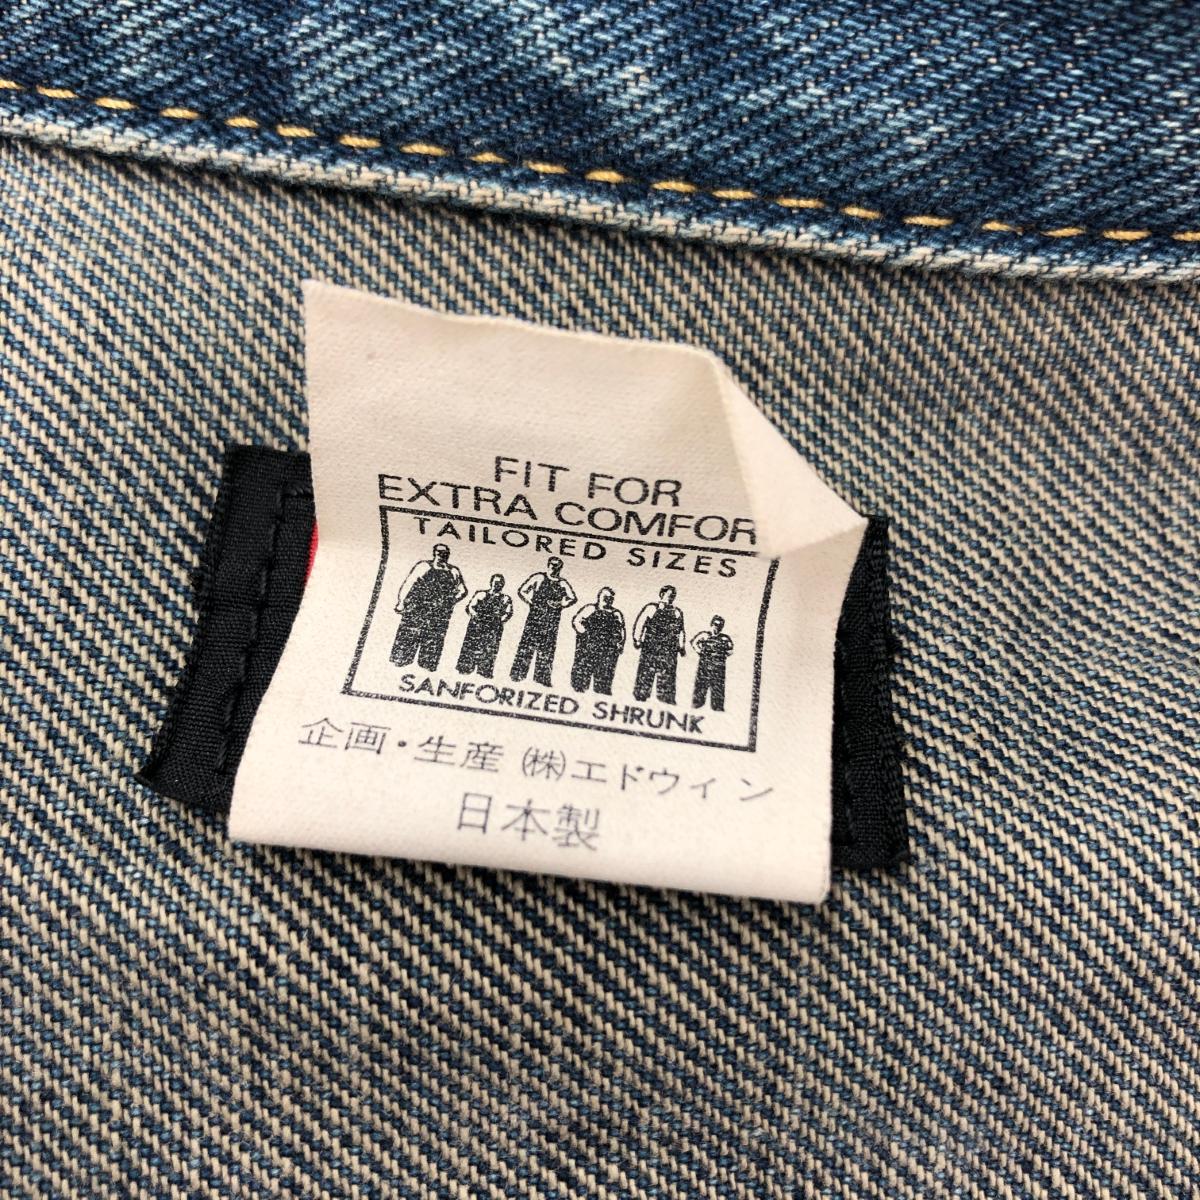 FIT FOR
EXTRA COMFOR
TAILORED SIZES
SANFORIZED SHRUNK
企画・生産 (株)エドウィン
日本製